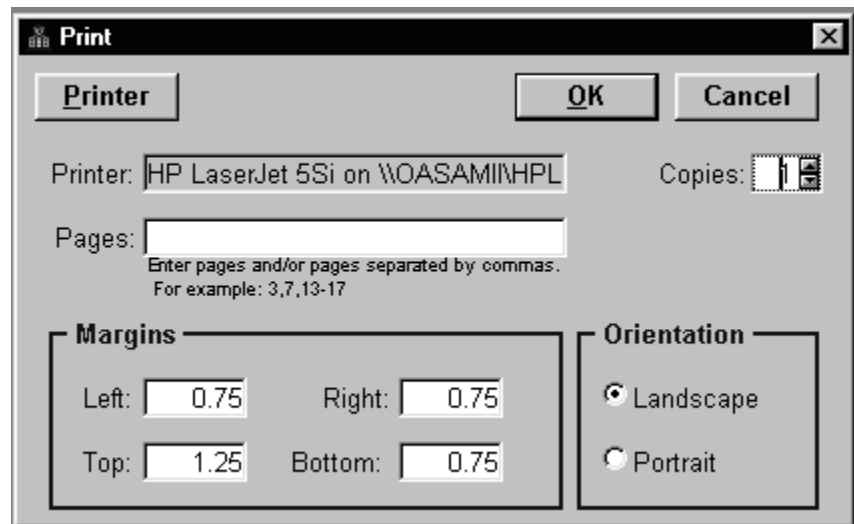 Print
Printer OK Cancel
Printer: HP LaserJet 5Si on \\OASAMII\HPL Copies: 1
Pages:
Enter pages and/or pages separated by commas.
For example: 3,7,13-17
Margins Orientation
Left: 0.75 Right: 0.75 Landscape
Top: 1.25 Bottom: 0.75 Portrait